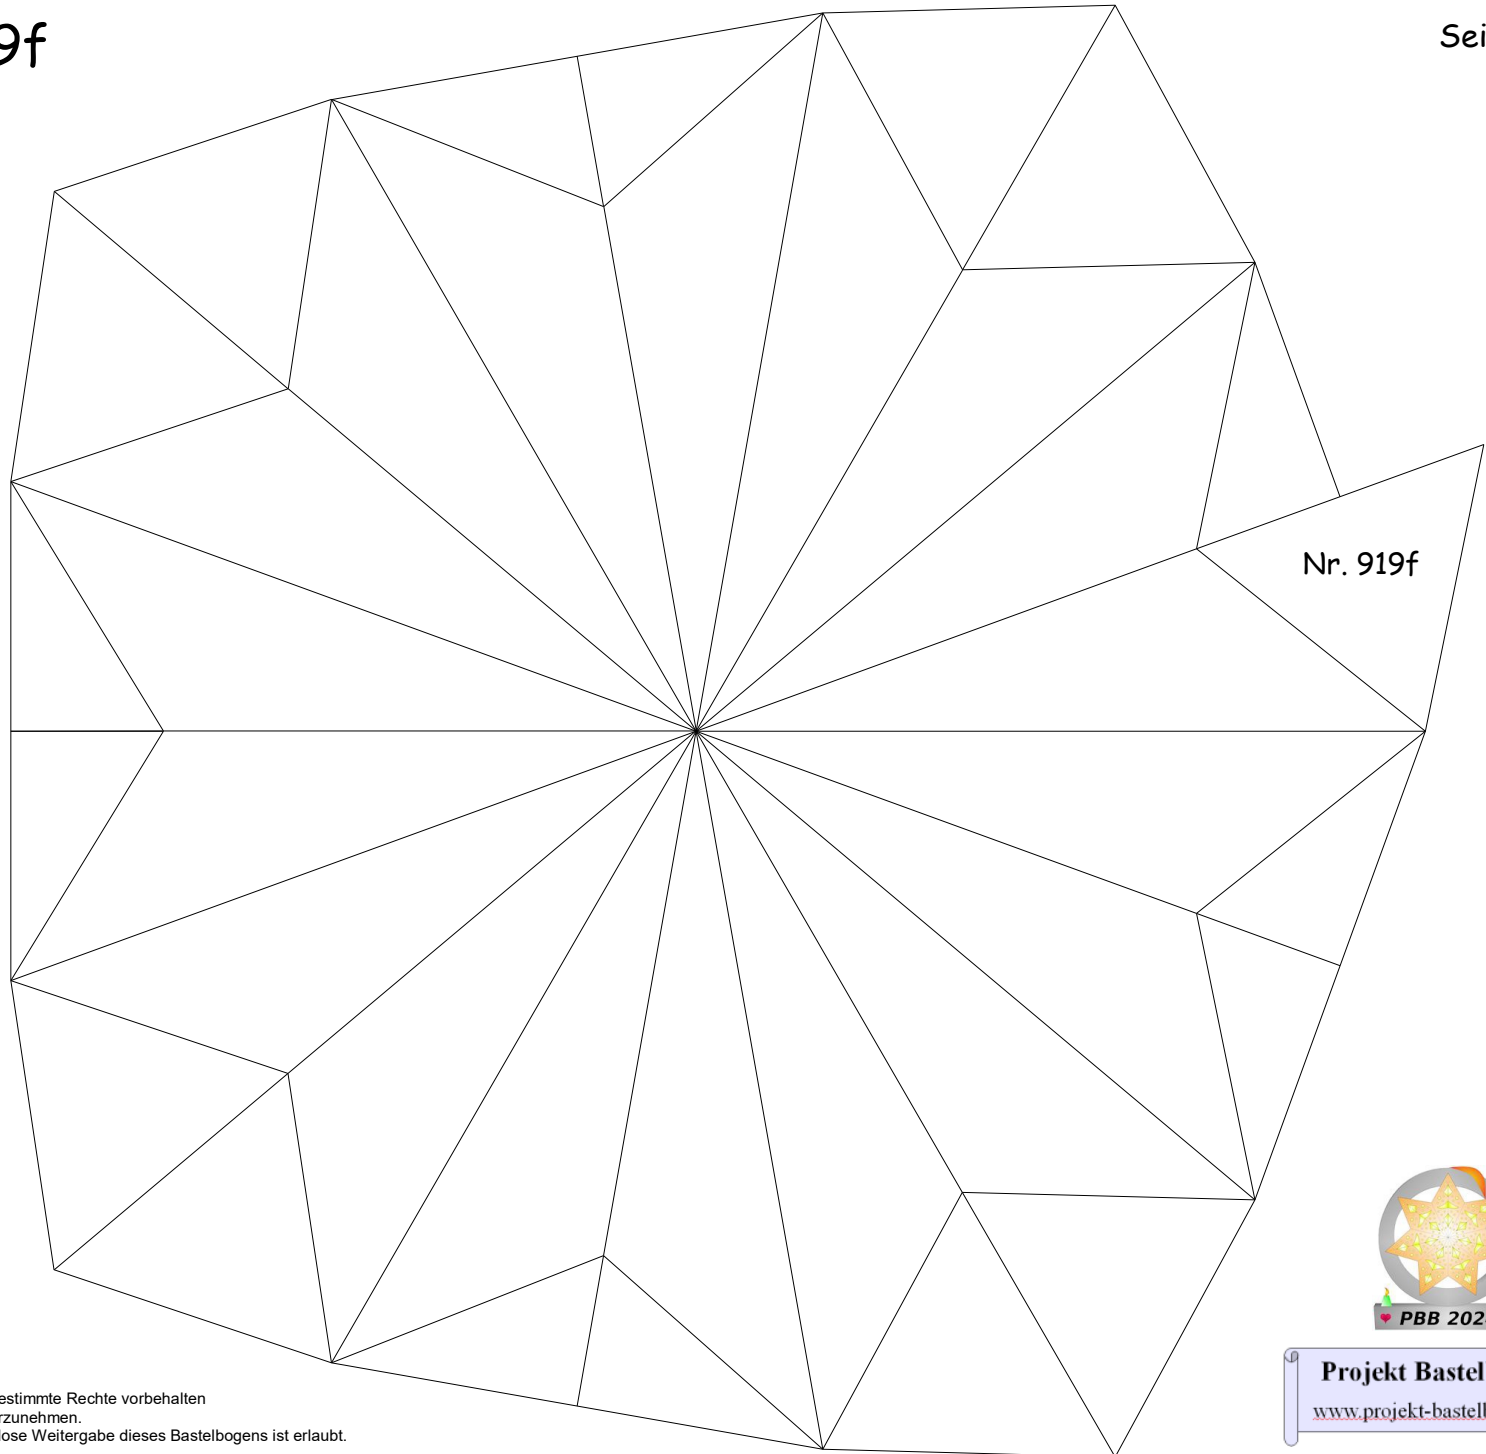 9f
Sei
Nr. 919f
PBB 202
Projekt Bastel
www.projekt-bastelb
estimmte Rechte vorbehalten
rzunehmen.
lose Weitergabe dieses Bastelbogens ist erlaubt.